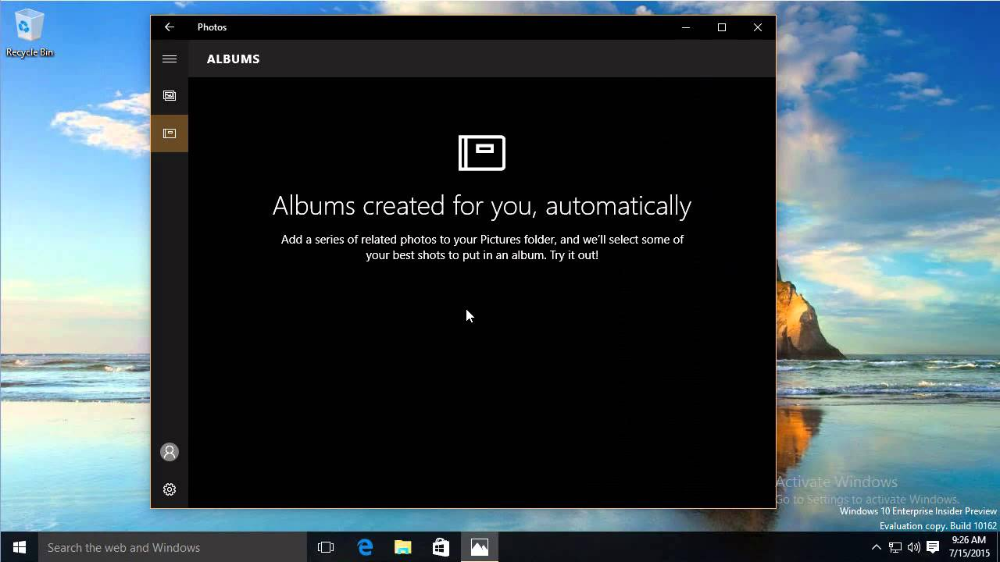 Recycle Bin
Photos
ALBUMS
Albums created for you, automatically
Add a series of related photos to your Pictures folder, and we'll select some of
your best shots to put in an album. Try it out!
Activate Windows
Go to Settings to activate Windows.
Windows 10 Enterprise Insider Preview
Evaluation copy. Build 10162
Search the web and Windows
9:26 AM
7/15/2015